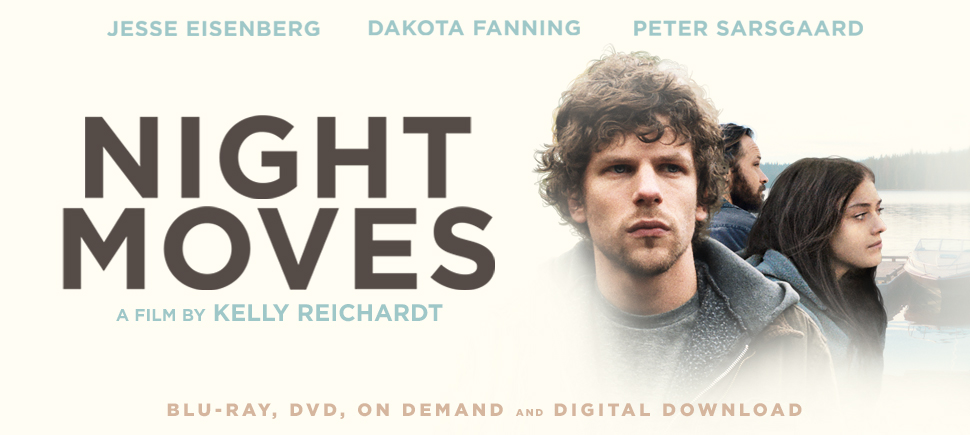 JESSE EISENBERG DAKOTA FANNING PETER SARSGAARD
NIGHT
MOVES
A FILM BY KELLY REICHARDT
BLU-RAY, DVD, ON DEMAND AND DIGITAL DOWNLOAD